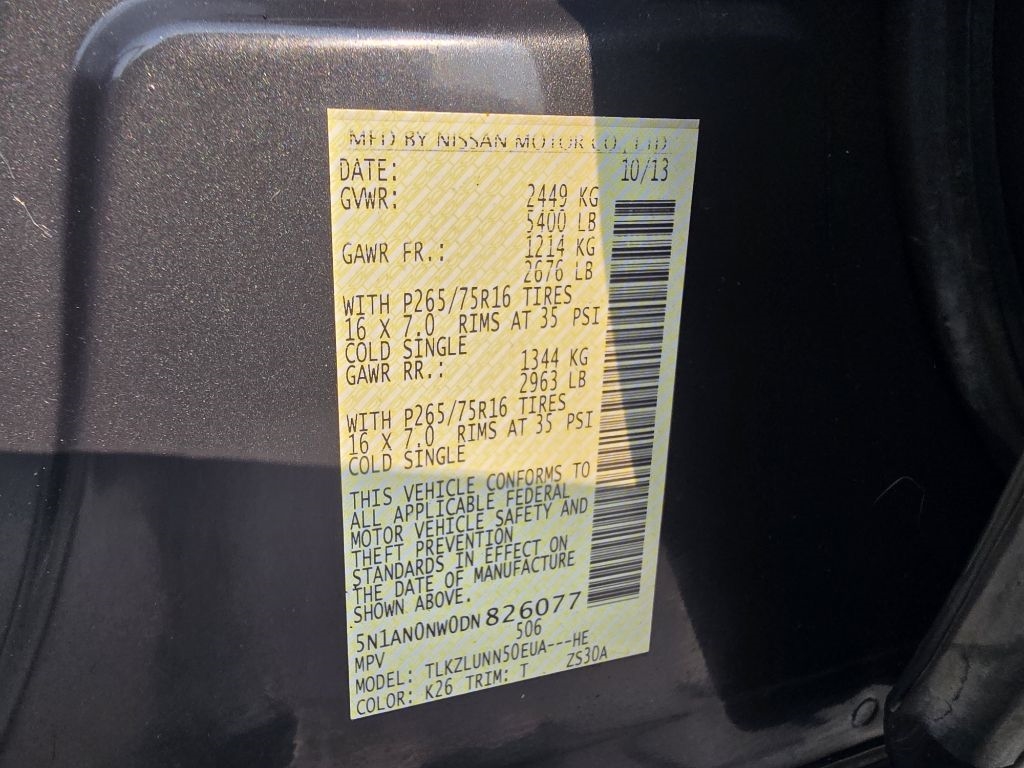 MFD BY NISSAN MOTOR CO., LTD
DATE: 10/13
GVWR: 2449 KG
5400 LB
GAWR FR.: 1214 KG
2676 LB
WITH P265/75R16 TIRES
16 X 7.0 RIMS AT 35 PSI
COLD SINGLE
GAWR RR.: 1344 KG
2963 LB
WITH P265/75R16 TIRES
16 X 7.0 RIMS AT 35 PSI
COLD SINGLE
THIS VEHICLE CONFORMS TO
ALL APPLICABLE FEDERAL
MOTOR VEHICLE SAFETY AND
THEFT PREVENTION
STANDARDS IN EFFECT ON
THE DATE OF MANUFACTURE
SHOWN ABOVE.
5N1AN0NW0DN826077
MPV 506
MODEL: TLKZLUNN50EUA---HE
COLOR: K26 TRIM: T ZS30A